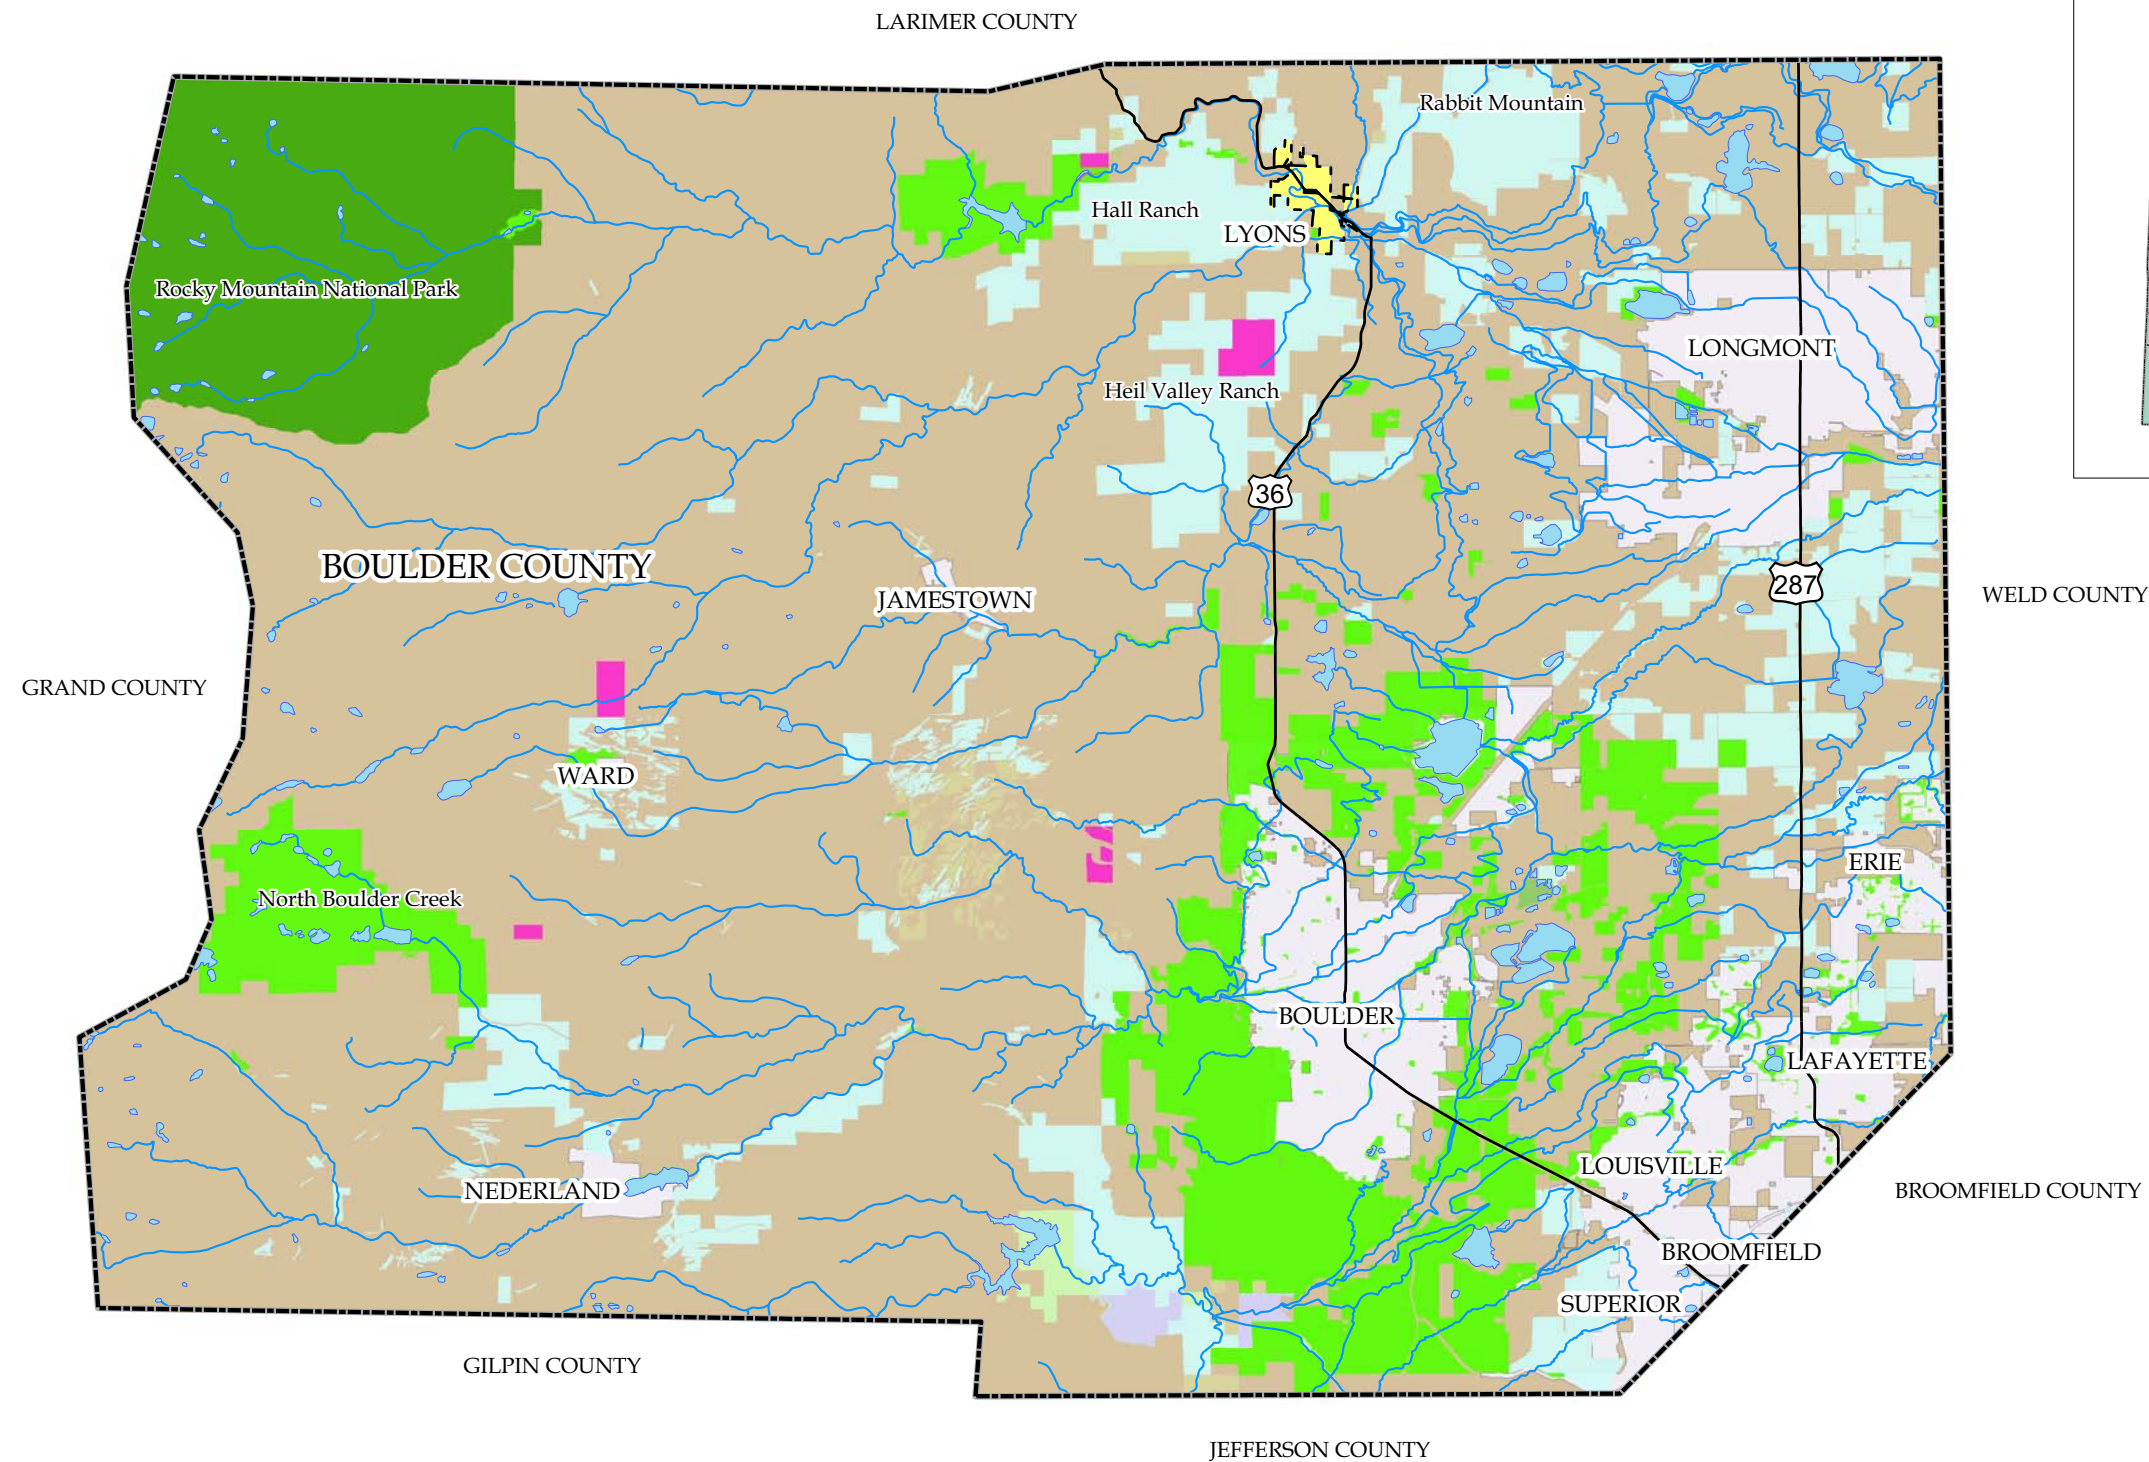 LARIMER COUNTY
Rabbit Mountain
Hall Ranch
LYONS
Rocky Mountain National Park
LONGMONT
Heil Valley Ranch
36
BOULDER COUNTY
287
JAMESTOWN
WELD COUNTY
GRAND COUNTY
WARD
ERIE
North Boulder Creek
BOULDER
LAFAYETTE
LOUISVILLE
NEDERLAND
BROOMFIELD COUNTY
BROOMFIELD
SUPERIOR
GILPIN COUNTY
JEFFERSON COUNTY